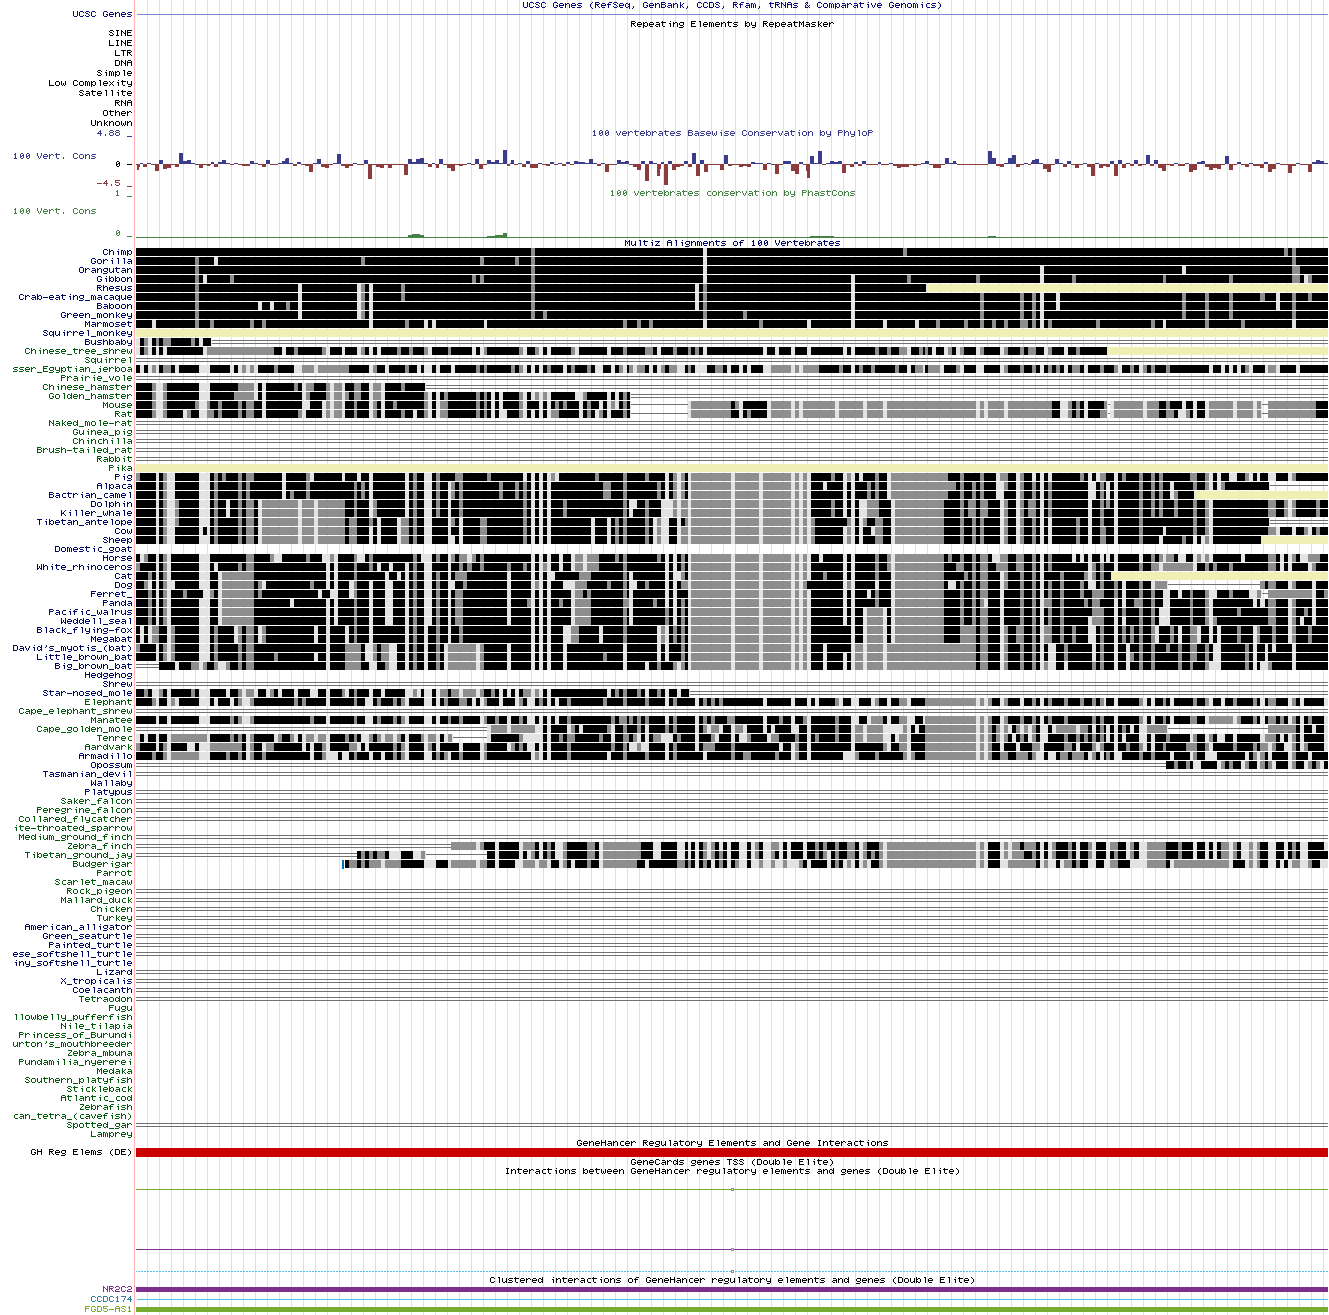 UCSC Genes (RefSeq, GenBank, CCDS, Rfam, tRNAs & Comparative Genomics)
UCSC Genes
Repeating Elements by RepeatMasker
SINE
LINE
LTR
DNA
Simple
Low Complexity
Satellite
RNA
Other
Unknown
4.88 _
100 vertebrates Basewise Conservation by PhyloP
100 Vert. Cons
0 _
-4.5 _
100 vertebrates conservation by PhastCons
1 _
100 Vert. Cons
0 _
Multiz Alignments of 100 Vertebrates
Chimp
Gorilla
Orangutan
Gibbon
Rhesus
Crab-eating_macaque
Baboon
Green_monkey
Marmoset
Squirrel_monkey
Bushbaby
Chinese_tree_shrew
Squirrel
sser_Egyptian_jerboa
Prairie_vole
Chinese_hamster
Golden_hamster
Mouse
Rat
Naked_mole-rat
Guinea_pig
Chinchilla
Brush-tailed_rat
Rabbit
Pika
Pig
Alpaca
Bactrian_camel
Dolphin
Killer_whale
Tibetan_antelope
Cow
Sheep
Domestic_goat
Horse
White_rhinoceros
Cat
Dog
Ferret_
Panda
Pacific_walrus
Weddell_seal
Black_flying-fox
Megabat
David's_myotis_(bat)
Little_brown_bat
Big_brown_bat
Hedgehog
Shrew
Star-nosed_mole
Elephant
Cape_elephant_shrew
Manatee
Cape_golden_mole
Tenrec
Aardvark
Armadillo
Opossum
Tasmanian_devil
Wallaby
Platypus
Saker_falcon
Peregrine_falcon
Collared_flycatcher
ite-throated_sparrow
Medium_ground_finch
Zebra_finch
Tibetan_ground_jay
Budgerigar
Parrot
Scarlet_macaw
Rock_pigeon
Mallard_duck
Chicken
Turkey
American_alligator
Green_seaturtle
Painted_turtle
ese_softshell_turtle
iny_softshell_turtle
Lizard
X_tropicalis
Coelacanth
Tetraodon
Fugu
llowbelly_pufferfish
Nile_tilapia
Princess_of_Burundi
urton's_mouthbreeder
Zebra_mbuna
Pundamilia_nyererei
Medaka
Southern_platyfish
Stickleback
Atlantic_cod
Zebrafish
can_tetra_(cavefish)
Spotted_gar
Lamprey
GeneHancer Regulatory Elements and Gene Interactions
GH Reg Elems (DE)
GeneCards genes TSS (Double Elite)
Interactions between GeneHancer regulatory elements and genes (Double Elite)
Clustered interactions of GeneHancer regulatory elements and genes (Double Elite)
NR2C2
CCDC174
FGD5-AS1